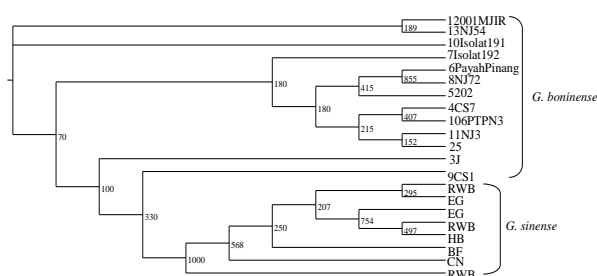 12001MJIR
189
13NJ54
10Isolat191
7Isolat192
6PayahPinang
855
8NJ72
180
415
5202
G. boninense
180
4CS7
407
106PTPN3
215
11NJ3
70
152
25
3J
100
9CS1
RWB
295
EG
207
EG
330
754
RWB
G. sinense
250
497
HB
568
BF
1000
CN
RWB